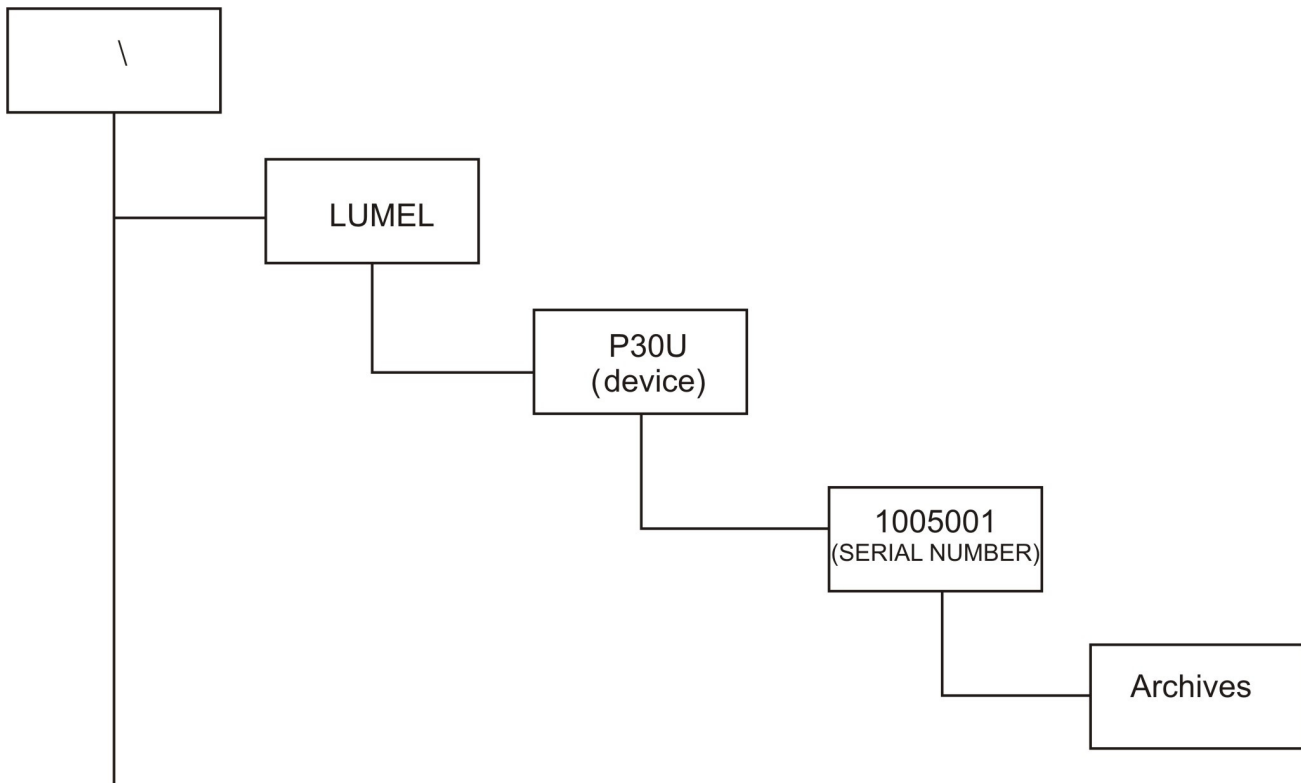 \
LUMEL
P30U
(device)
1005001
(SERIAL NUMBER)
Archives